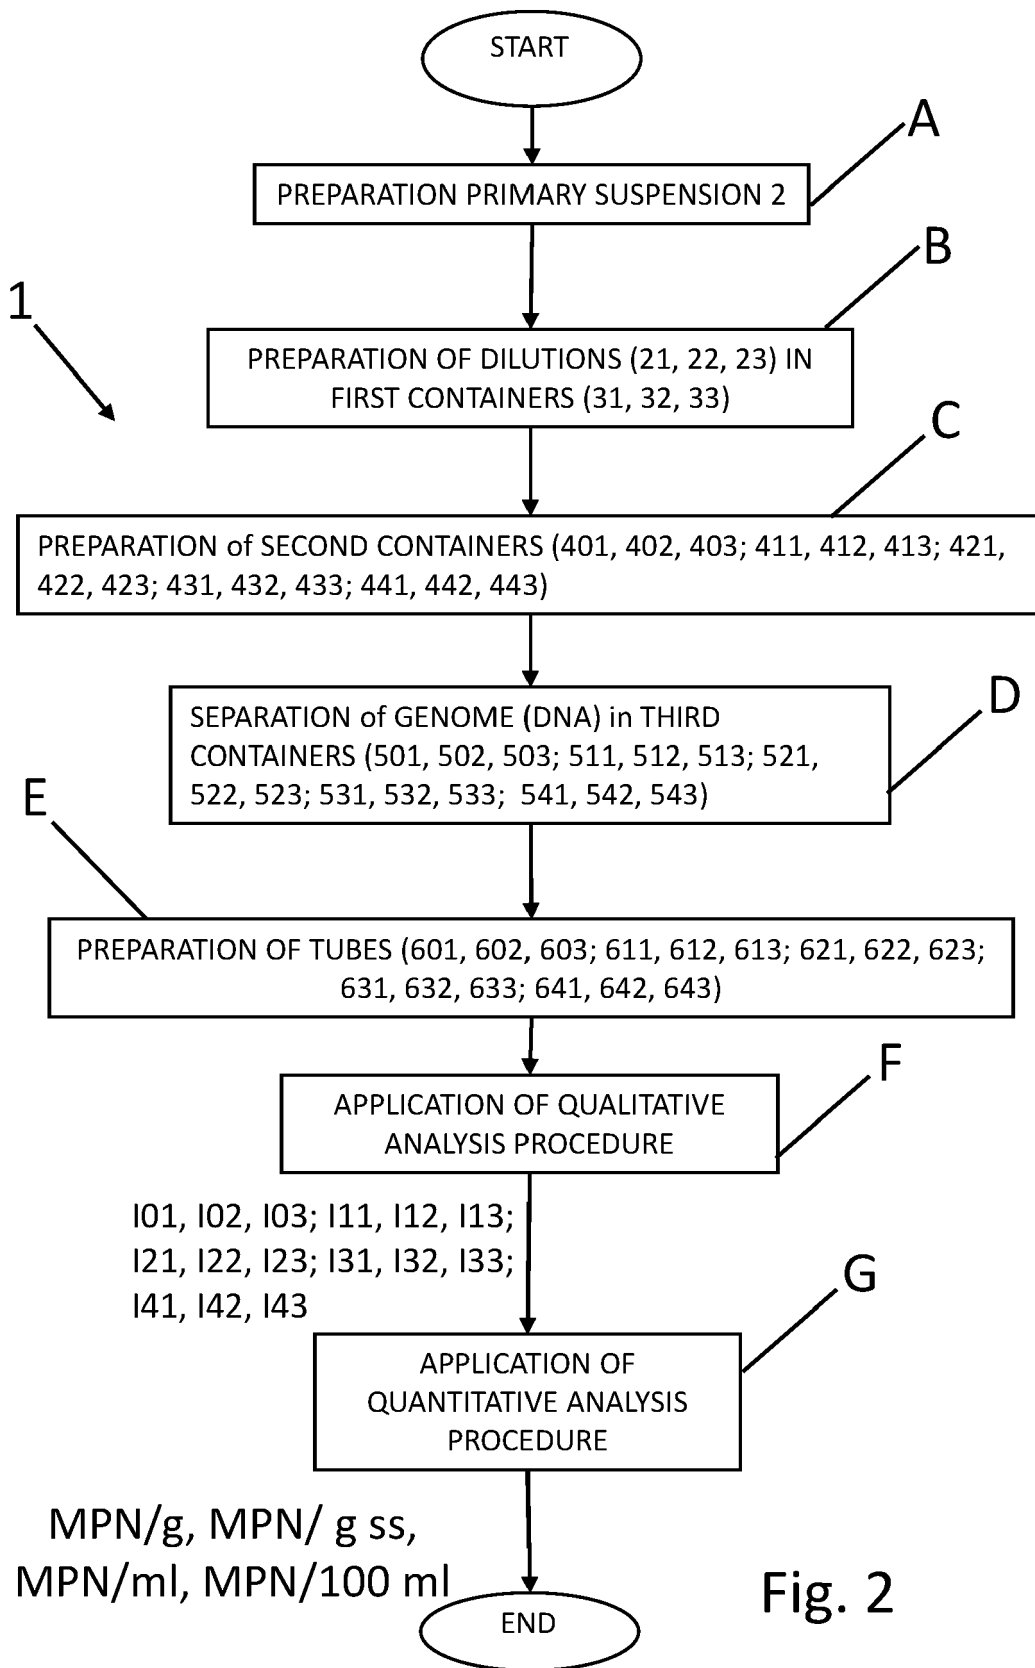 START
A
PREPARATION PRIMARY SUSPENSION 2
B
1
PREPARATION OF DILUTIONS (21, 22, 23) IN
FIRST CONTAINERS (31, 32, 33)
C
PREPARATION of SECOND CONTAINERS (401, 402, 403; 411, 412, 413; 421,
422, 423; 431, 432, 433; 441, 442, 443)
D
SEPARATION of GENOME (DNA) in THIRD
CONTAINERS (501, 502, 503; 511, 512, 513; 521,
522, 523; 531, 532, 533; 541, 542, 543)
E
PREPARATION OF TUBES (601, 602, 603; 611, 612, 613; 621, 622, 623;
631, 632, 633; 641, 642, 643)
F
APPLICATION OF QUALITATIVE
ANALYSIS PROCEDURE
I01, I02, I03; I11, I12, I13;
I21, I22, I23; I31, I32, I33;
I41, I42, I43
G
APPLICATION OF
QUANTITATIVE ANALYSIS
PROCEDURE
MPN/g, MPN/ g ss,
MPN/ml, MPN/100 ml
END
Fig. 2